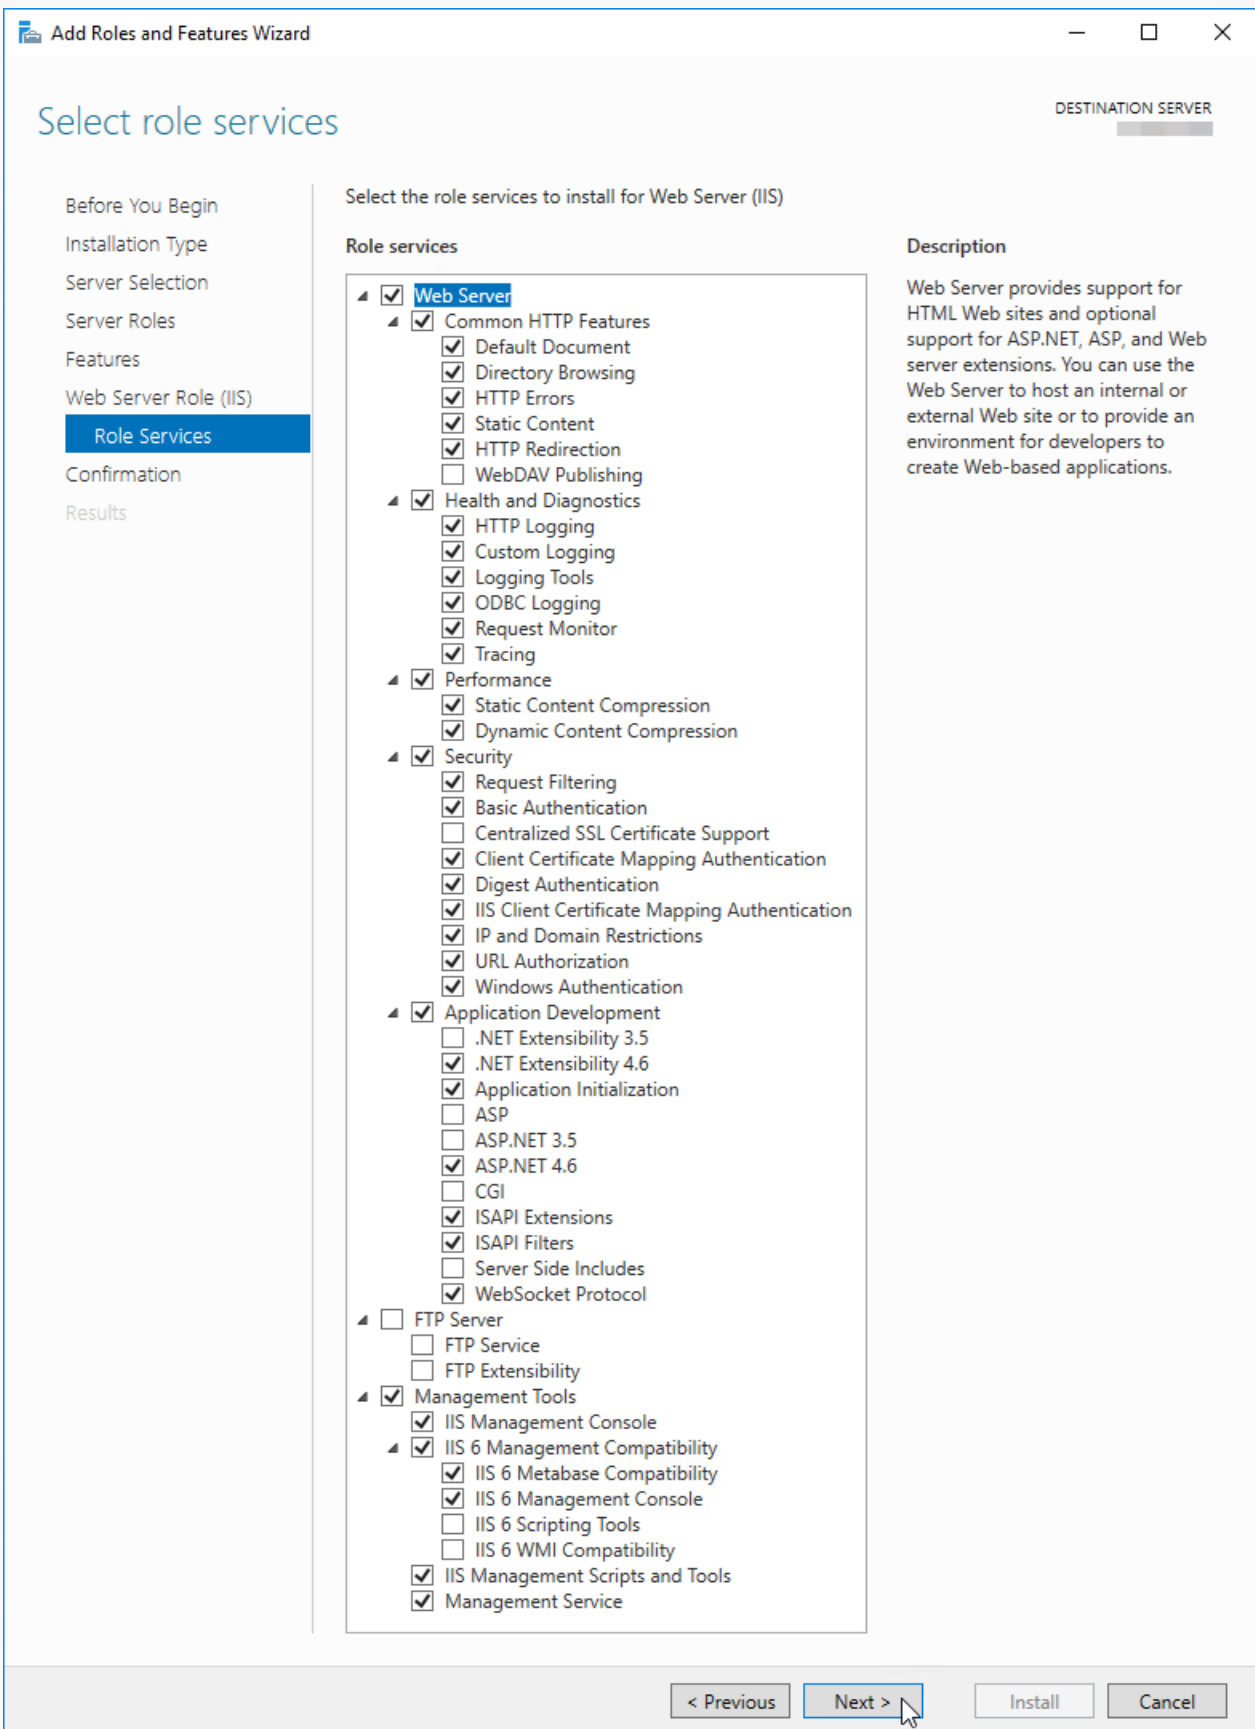 Add Roles and Features Wizard
Select role services
DESTINATION SERVER
Before You Begin
Installation Type
Server Selection
Server Roles
Features
Web Server Role (IIS)
Role Services
Confirmation
Results
Select the role services to install for Web Server (IIS)
Role services
Web Server
Common HTTP Features
Default Document
Directory Browsing
HTTP Errors
Static Content
HTTP Redirection
WebDAV Publishing
Health and Diagnostics
HTTP Logging
Custom Logging
Logging Tools
ODBC Logging
Request Monitor
Tracing
Performance
Static Content Compression
Dynamic Content Compression
Security
Request Filtering
Basic Authentication
Centralized SSL Certificate Support
Client Certificate Mapping Authentication
Digest Authentication
IIS Client Certificate Mapping Authentication
IP and Domain Restrictions
URL Authorization
Windows Authentication
Application Development
.NET Extensibility 3.5
.NET Extensibility 4.6
Application Initialization
ASP
ASP.NET 3.5
ASP.NET 4.6
CGI
ISAPI Extensions
ISAPI Filters
Server Side Includes
WebSocket Protocol
FTP Server
FTP Service
FTP Extensibility
Management Tools
IIS Management Console
IIS 6 Management Compatibility
IIS 6 Metabase Compatibility
IIS 6 Management Console
IIS 6 Scripting Tools
IIS 6 WMI Compatibility
IIS Management Scripts and Tools
Management Service
Description
Web Server provides support for
HTML Web sites and optional
support for ASP.NET, ASP, and Web
server extensions. You can use the
Web Server to host an internal or
external Web site or to provide an
environment for developers to
create Web-based applications.
< Previous
Next >
Install
Cancel